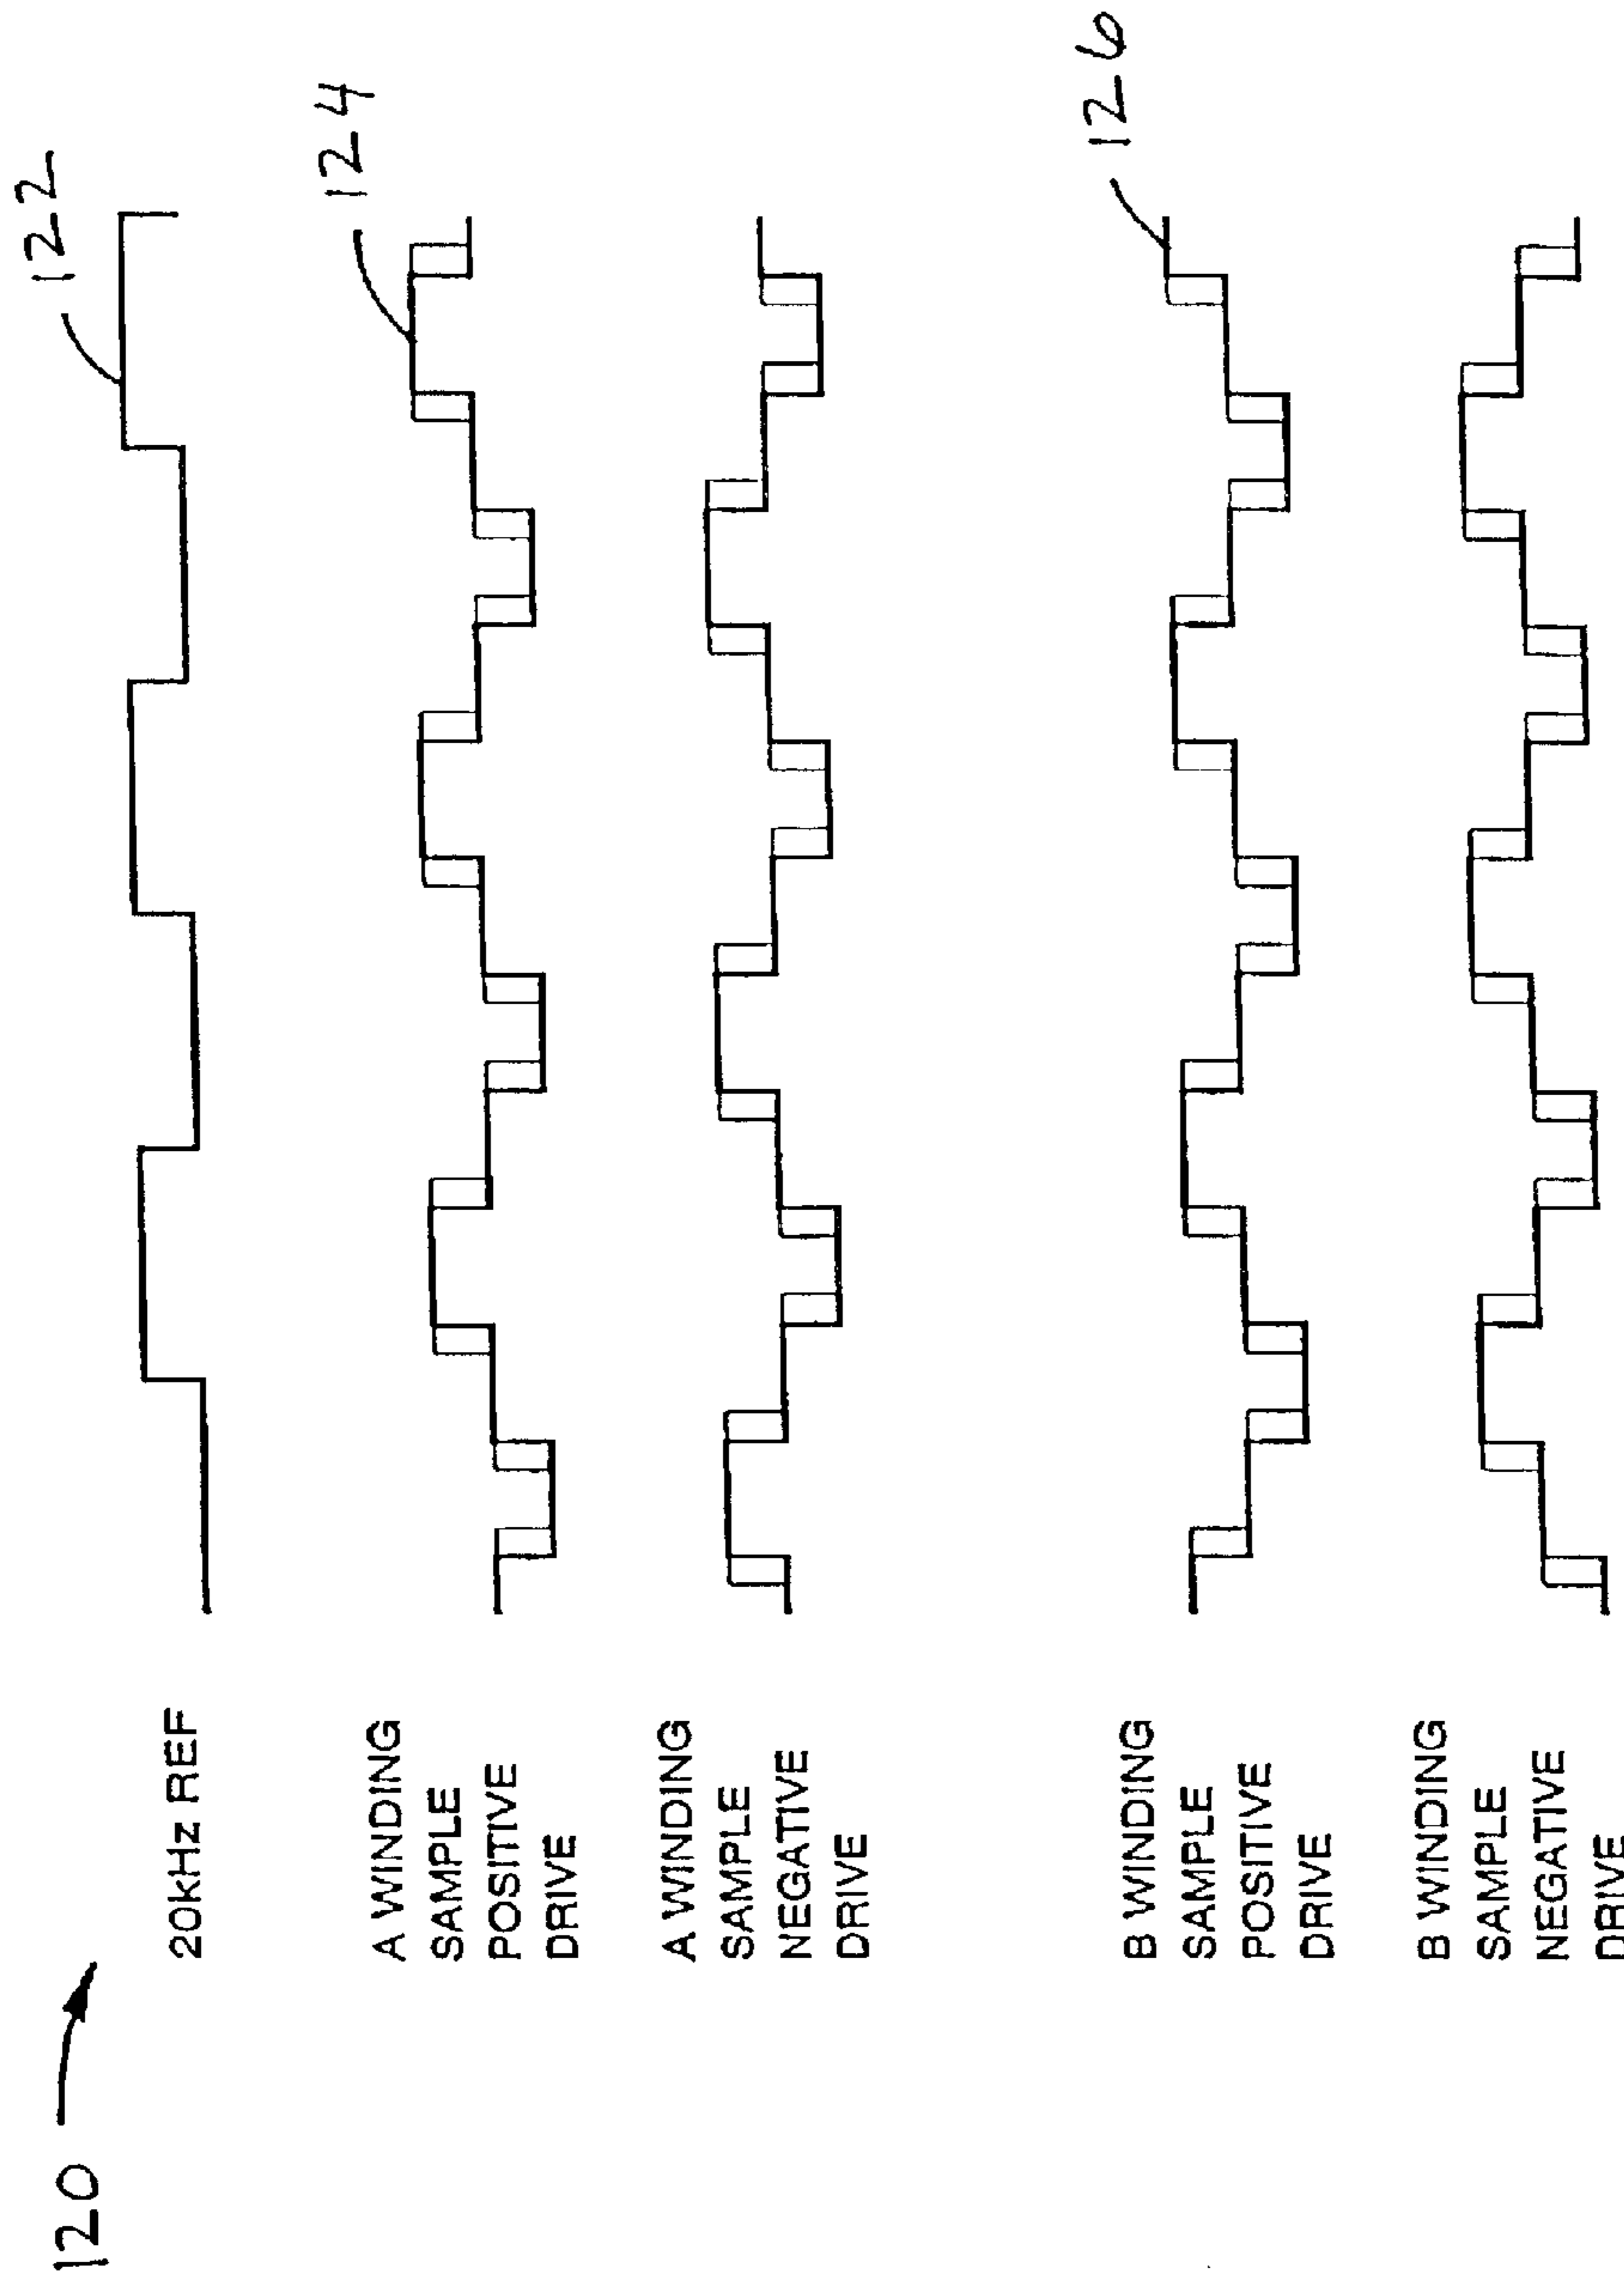 120
122
20kHz REF
124
A WINDING
SAMPLE
POSITIVE
DRIVE
A WINDING
SAMPLE
NEGATIVE
DRIVE
126
B WINDING
SAMPLE
POSITIVE
DRIVE
B WINDING
SAMPLE
NEGATIVE
DRIVE